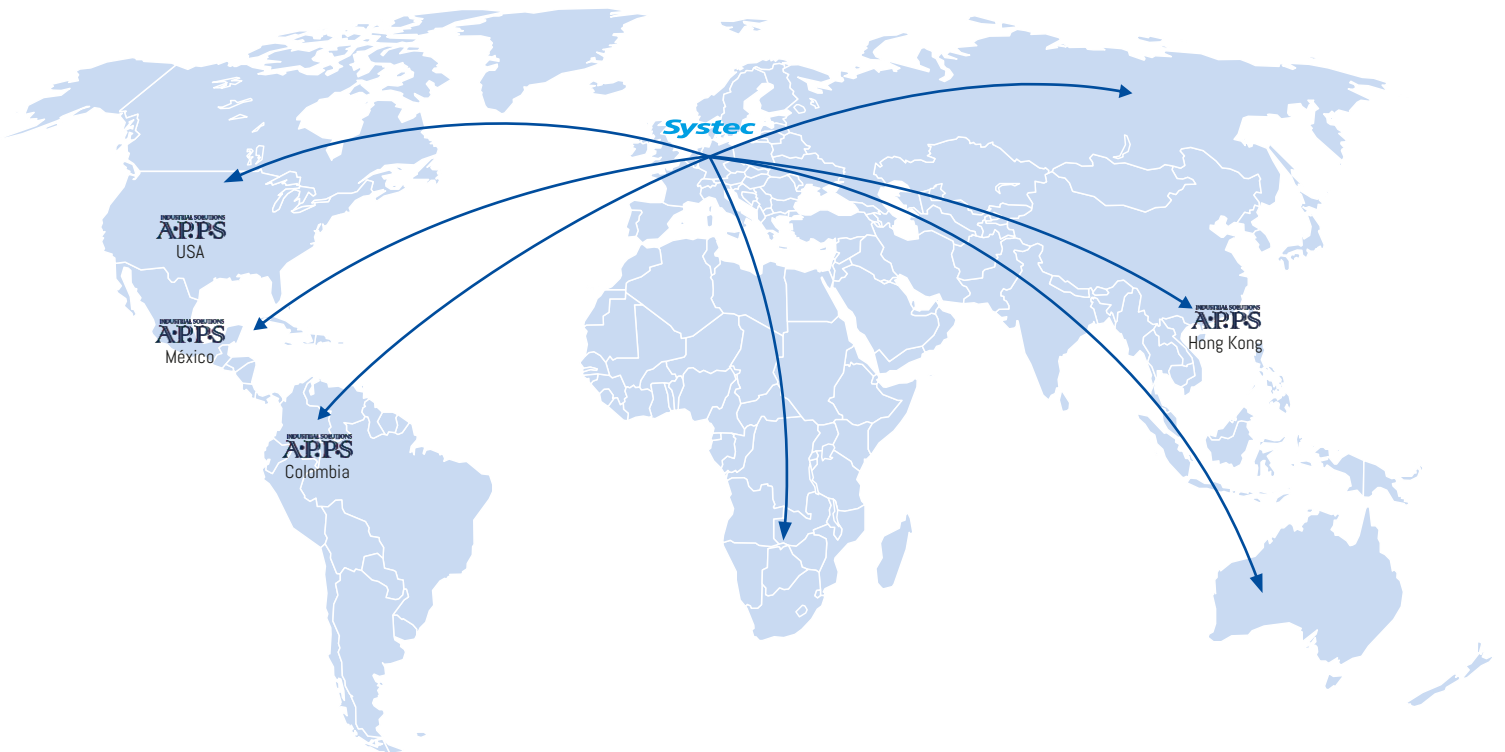 Systec
INDUSTRIAL SOLUTIONS
A·P.P.S
USA
INDUSTRIAL SOLUTIONS
A·P.P.S
México
INDUSTRIAL SOLUTIONS
A·P.P.S
Hong Kong
INDUSTRIAL SOLUTIONS
A·P.P.S
Colombia